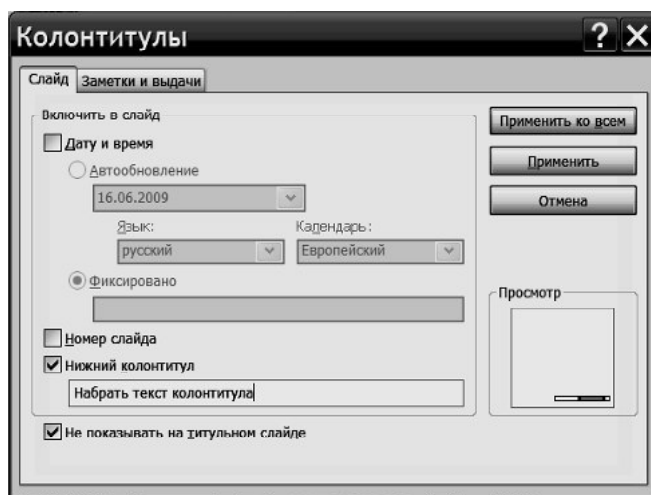 Колонтитулы
Слайд Заметки и выдачи
Включить в слайд
Дату и время
Автообновление
16.06.2009
Язык: Календарь:
русский Европейский
Фиксировано
Номер слайда
Нижний колонтитул
Набрать текст колонтитула
Не показывать на титульном слайде
Применить ко всем
Применить
Отмена
Просмотр